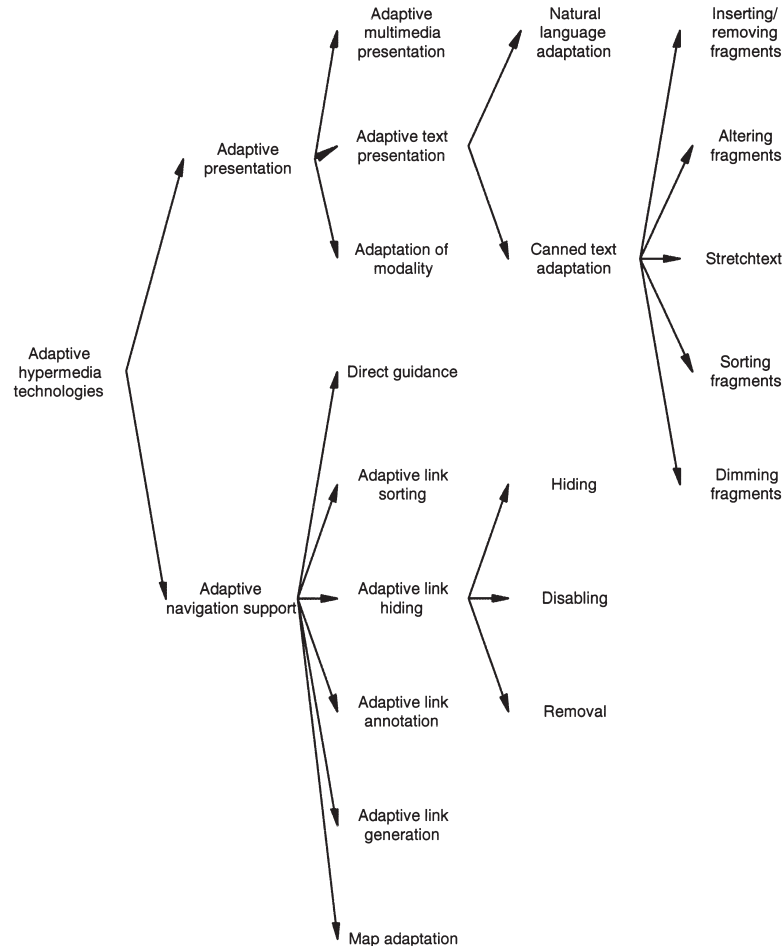 Adaptive
multimedia
presentation
Natural
language
adaptation
Inserting/
removing
fragments
Adaptive
presentation
Adaptive text
presentation
Altering
fragments
Adaptation of
modality
Canned text
adaptation
Stretchtext
Adaptive
hypermedia
technologies
Direct guidance
Sorting
fragments
Adaptive link
sorting
Hiding
Dimming
fragments
Adaptive
navigation support
Adaptive link
hiding
Disabling
Adaptive link
annotation
Removal
Adaptive link
generation
Map adaptation